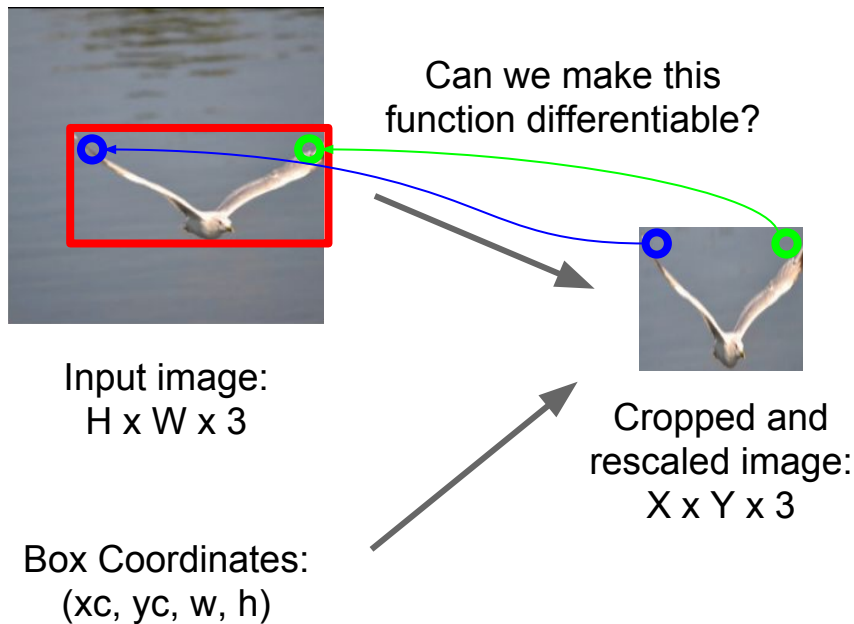 Can we make this
function differentiable?
Input image:
H x W x 3
Cropped and
rescaled image:
X x Y x 3
Box Coordinates:
(xc, yc, w, h)